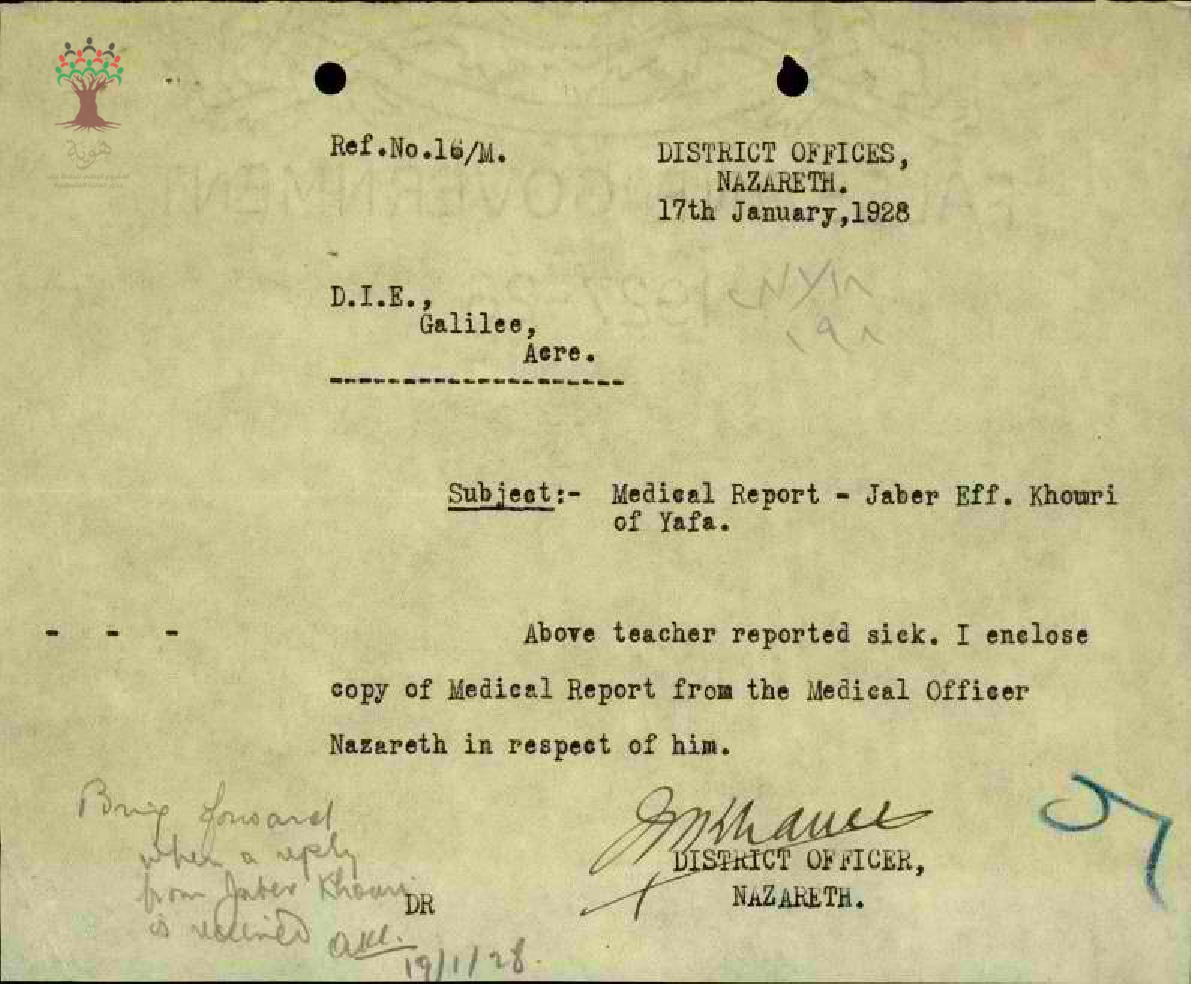 هوية
Ref.No.16/M.
DISTRICT OFFICES,
NAZARETH.
17th January,1928
D.I.E.,
Galilee,
Acre.
Subject:- Medical Report - Jaber Eff. Khouri
of Yafa.
- - -
Above teacher reported sick. I enclose
copy of Medical Report from the Medical Officer
Nazareth in respect of him.
DISTRICT OFFICER,
NAZARETH.
DR
Bring forward
when a reply
from Jaber Khouri
is received
19/1/28.